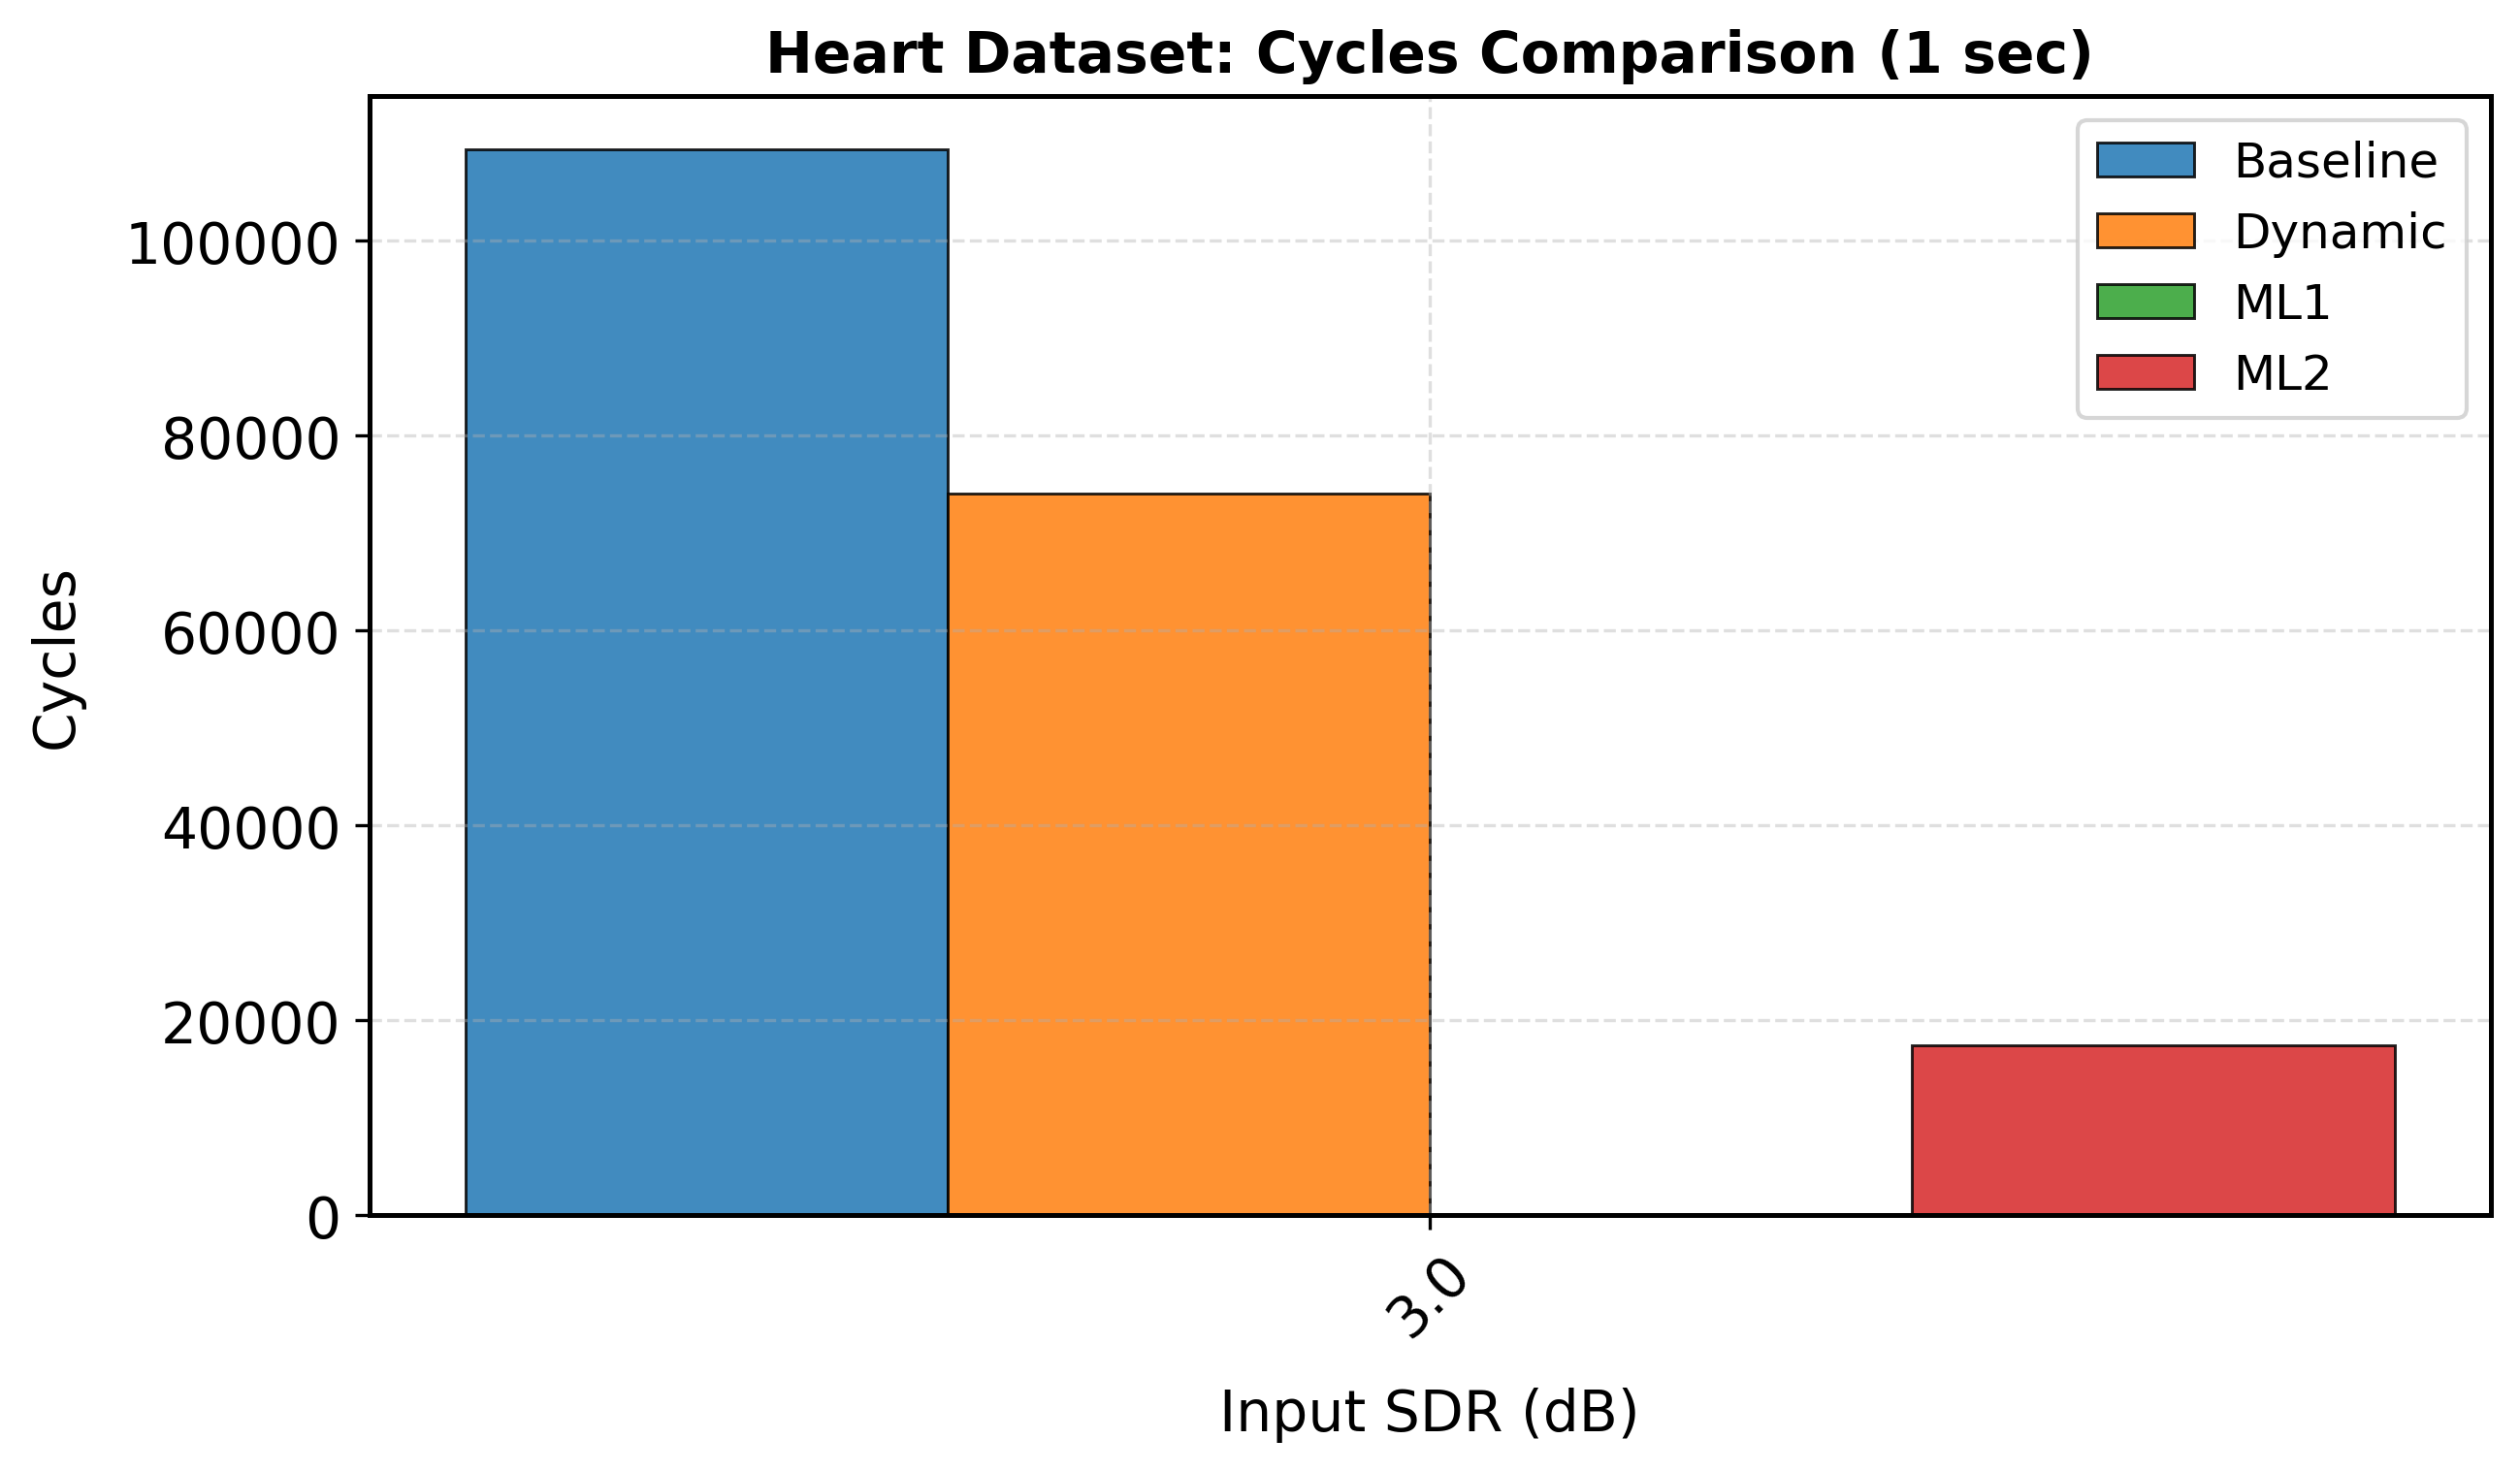 Heart Dataset: Cycles Comparison (1 sec)
Baseline
Dynamic
ML1
ML2
100000
80000
60000
40000
20000
0
Cycles
3.0
Input SDR (dB)